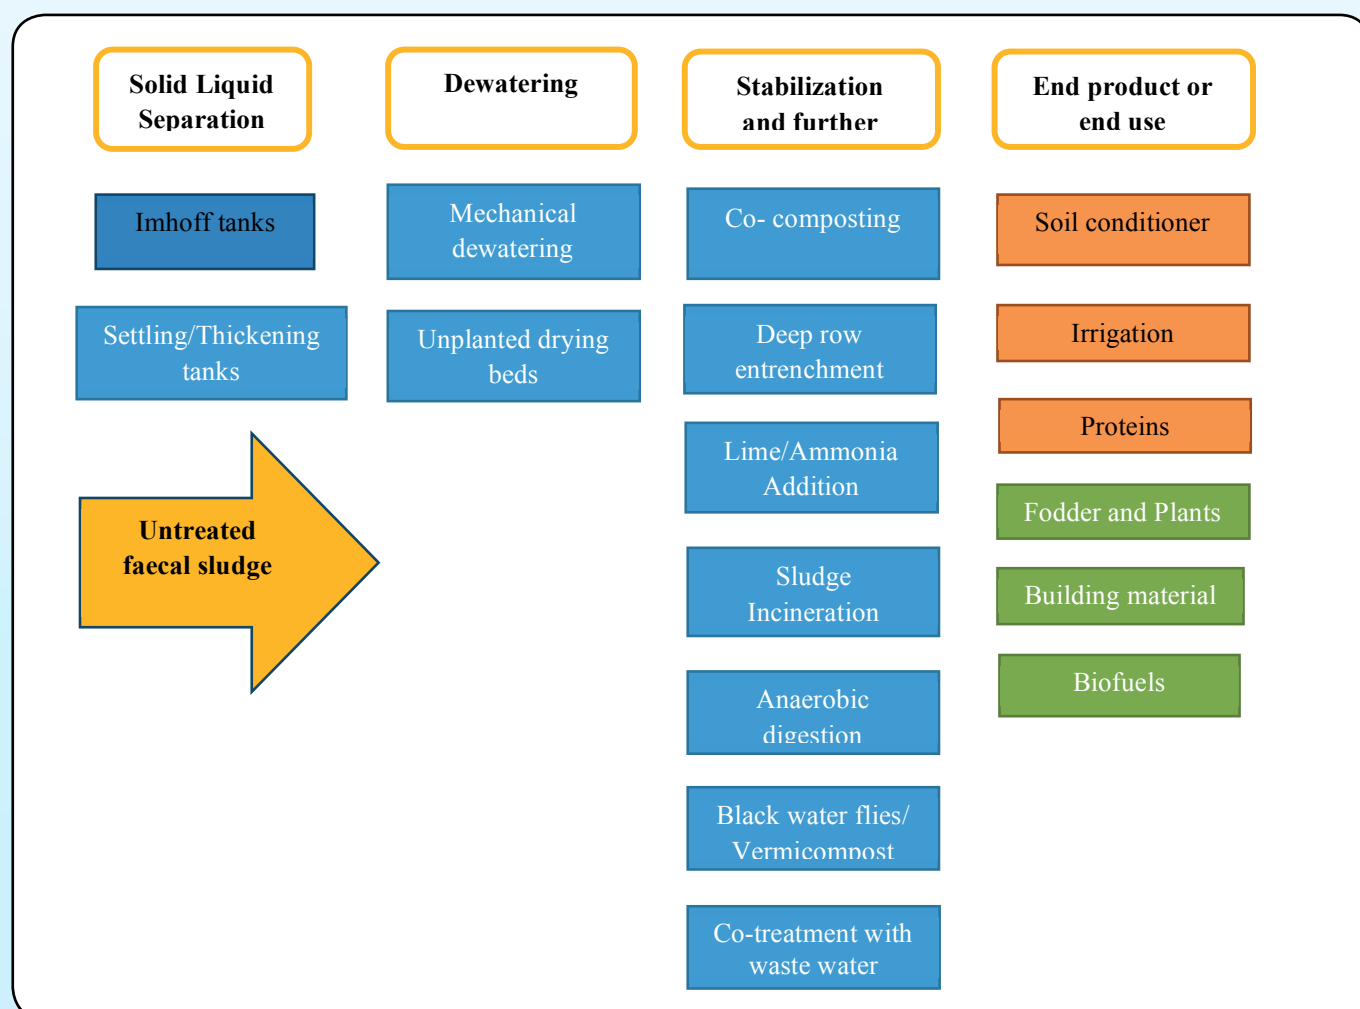 Solid Liquid
Separation
Dewatering
Stabilization
and further
End product or
end use
Imhoff tanks
Settling/Thickening
tanks
Untreated
faecal sludge
Mechanical
dewatering
Unplanted drying
beds
Co- composting
Deep row
entrenchment
Lime/Ammonia
Addition
Sludge
Incineration
Anaerobic
digestion
Black water flies/
Vermicompost
Co-treatment with
waste water
Soil conditioner
Irrigation
Proteins
Fodder and Plants
Building material
Biofuels